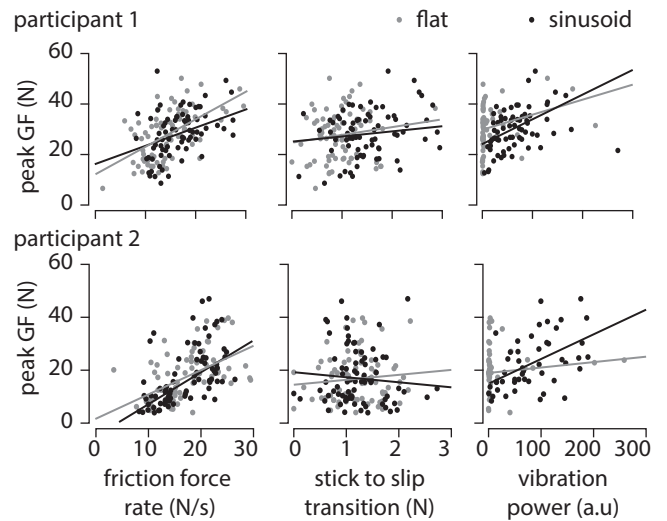 participant 1
flat
sinusoid
60
40
20
0
peak GF (N)
participant 2
60
40
20
0
peak GF (N)
0 10 20 30
0 1 2 3
0 100 200 300
friction force
rate (N/s)
stick to slip
transition (N)
vibration
power (a.u)